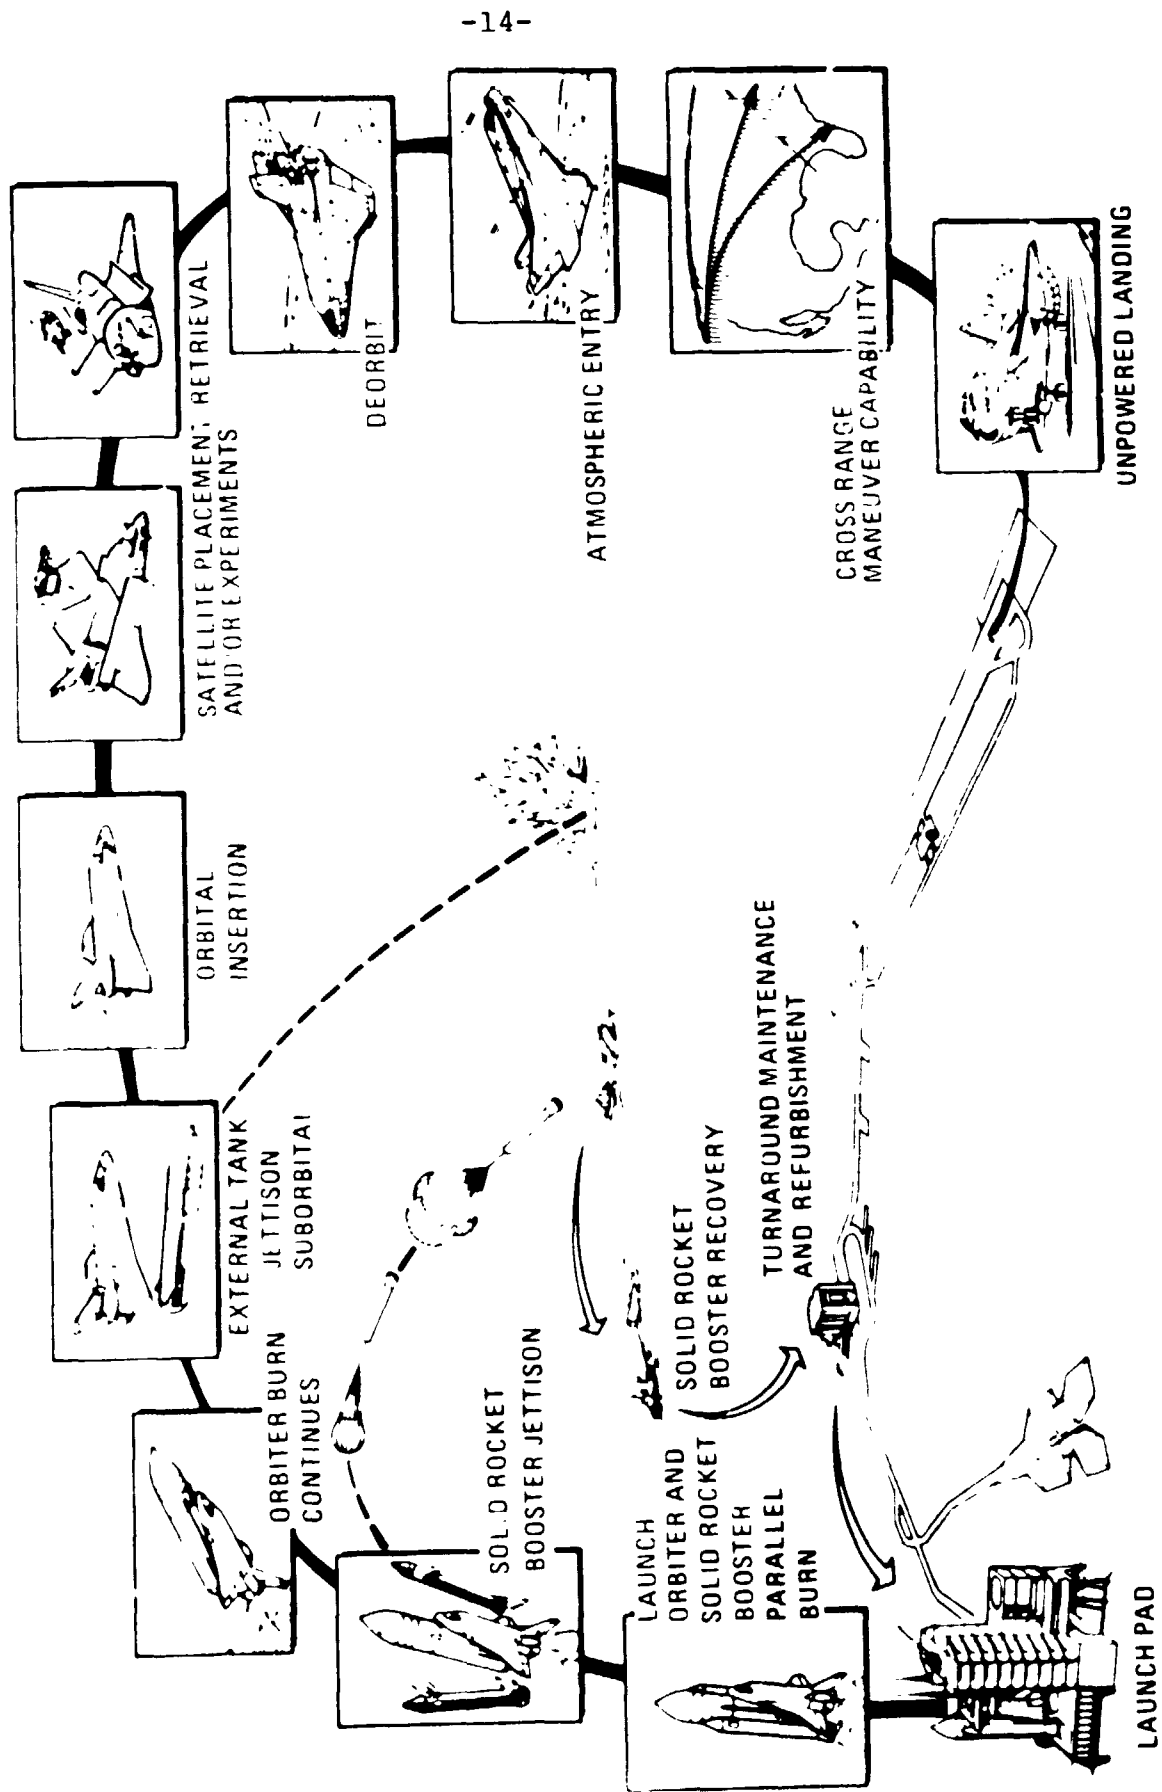 -14-
LAUNCH PAD
LAUNCH
ORBITER AND
SOLID ROCKET
BOOSTER
PARALLEL
BURN
SOLID ROCKET
BOOSTER JETTISON
ORBITER BURN
CONTINUES
EXTERNAL TANK
JETTISON
SUBORBITAL
ORBITAL
INSERTION
SATELLITE PLACEMENT RETRIEVAL
AND/OR EXPERIMENTS
DEORBIT
ATMOSPHERIC ENTRY
CROSS RANGE
MANEUVER CAPABILITY
UNPOWERED LANDING
SOLID ROCKET
BOOSTER RECOVERY
TURNAROUND MAINTENANCE
AND REFURBISHMENT